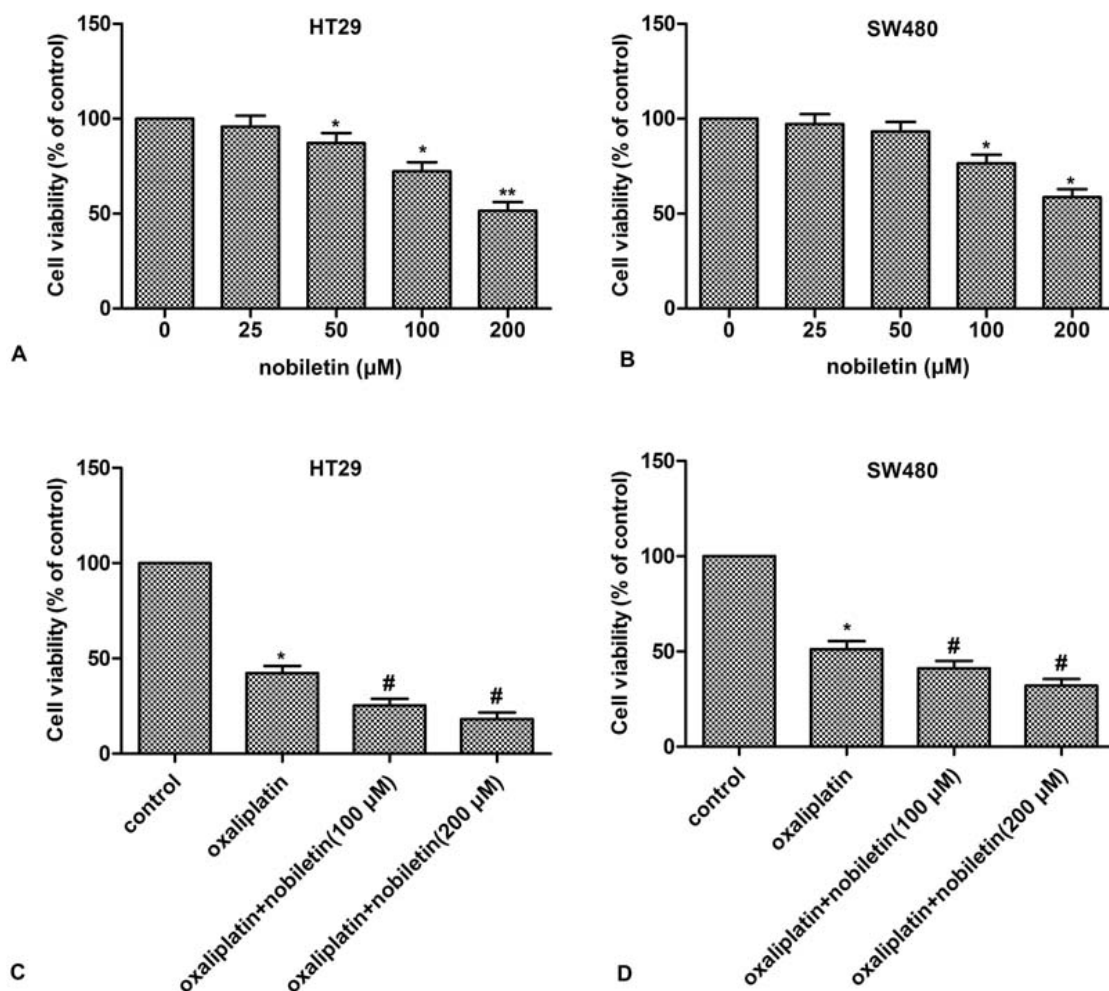 HT29
Cell viability (% of control)
150
100
50
0
*
*
**
0 25 50 100 200
nobiletin (µM)
A
SW480
Cell viability (% of control)
150
100
50
0
*
*
0 25 50 100 200
nobiletin (µM)
B
HT29
Cell viability (% of control)
150
100
50
0
*
#
#
control
oxaliplatin
oxaliplatin+nobiletin(100 µM)
oxaliplatin+nobiletin(200 µM)
C
SW480
Cell viability (% of control)
150
100
50
0
*
#
#
control
oxaliplatin
oxaliplatin+nobiletin(100 µM)
oxaliplatin+nobiletin(200 µM)
D